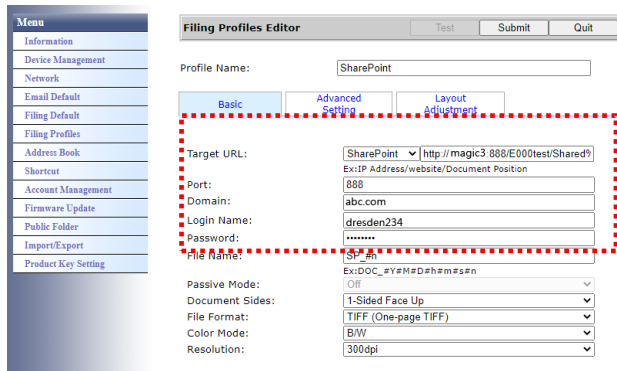 Menu
Information
Device Management
Network
Email Default
Filing Default
Filing Profiles
Address Book
Shortcut
Account Management
Firmware Update
Public Folder
Import/Export
Product Key Setting
Filing Profiles Editor Test Submit Quit
Profile Name: SharePoint
Basic Advanced Setting Layout Adjustment
Target URL: SharePoint http://magic3:888/E000test/Shared%
Ex:IP Address/website/Document Position
Port: 888
Domain: abc.com
Login Name: dresden234
Password: ••••••••
File Name: SP_#n
Ex:DOC_#Y#M#D#h#m#s#n
Passive Mode: Off
Document Sides: 1-Sided Face Up
File Format: TIFF (One-page TIFF)
Color Mode: B/W
Resolution: 300dpi